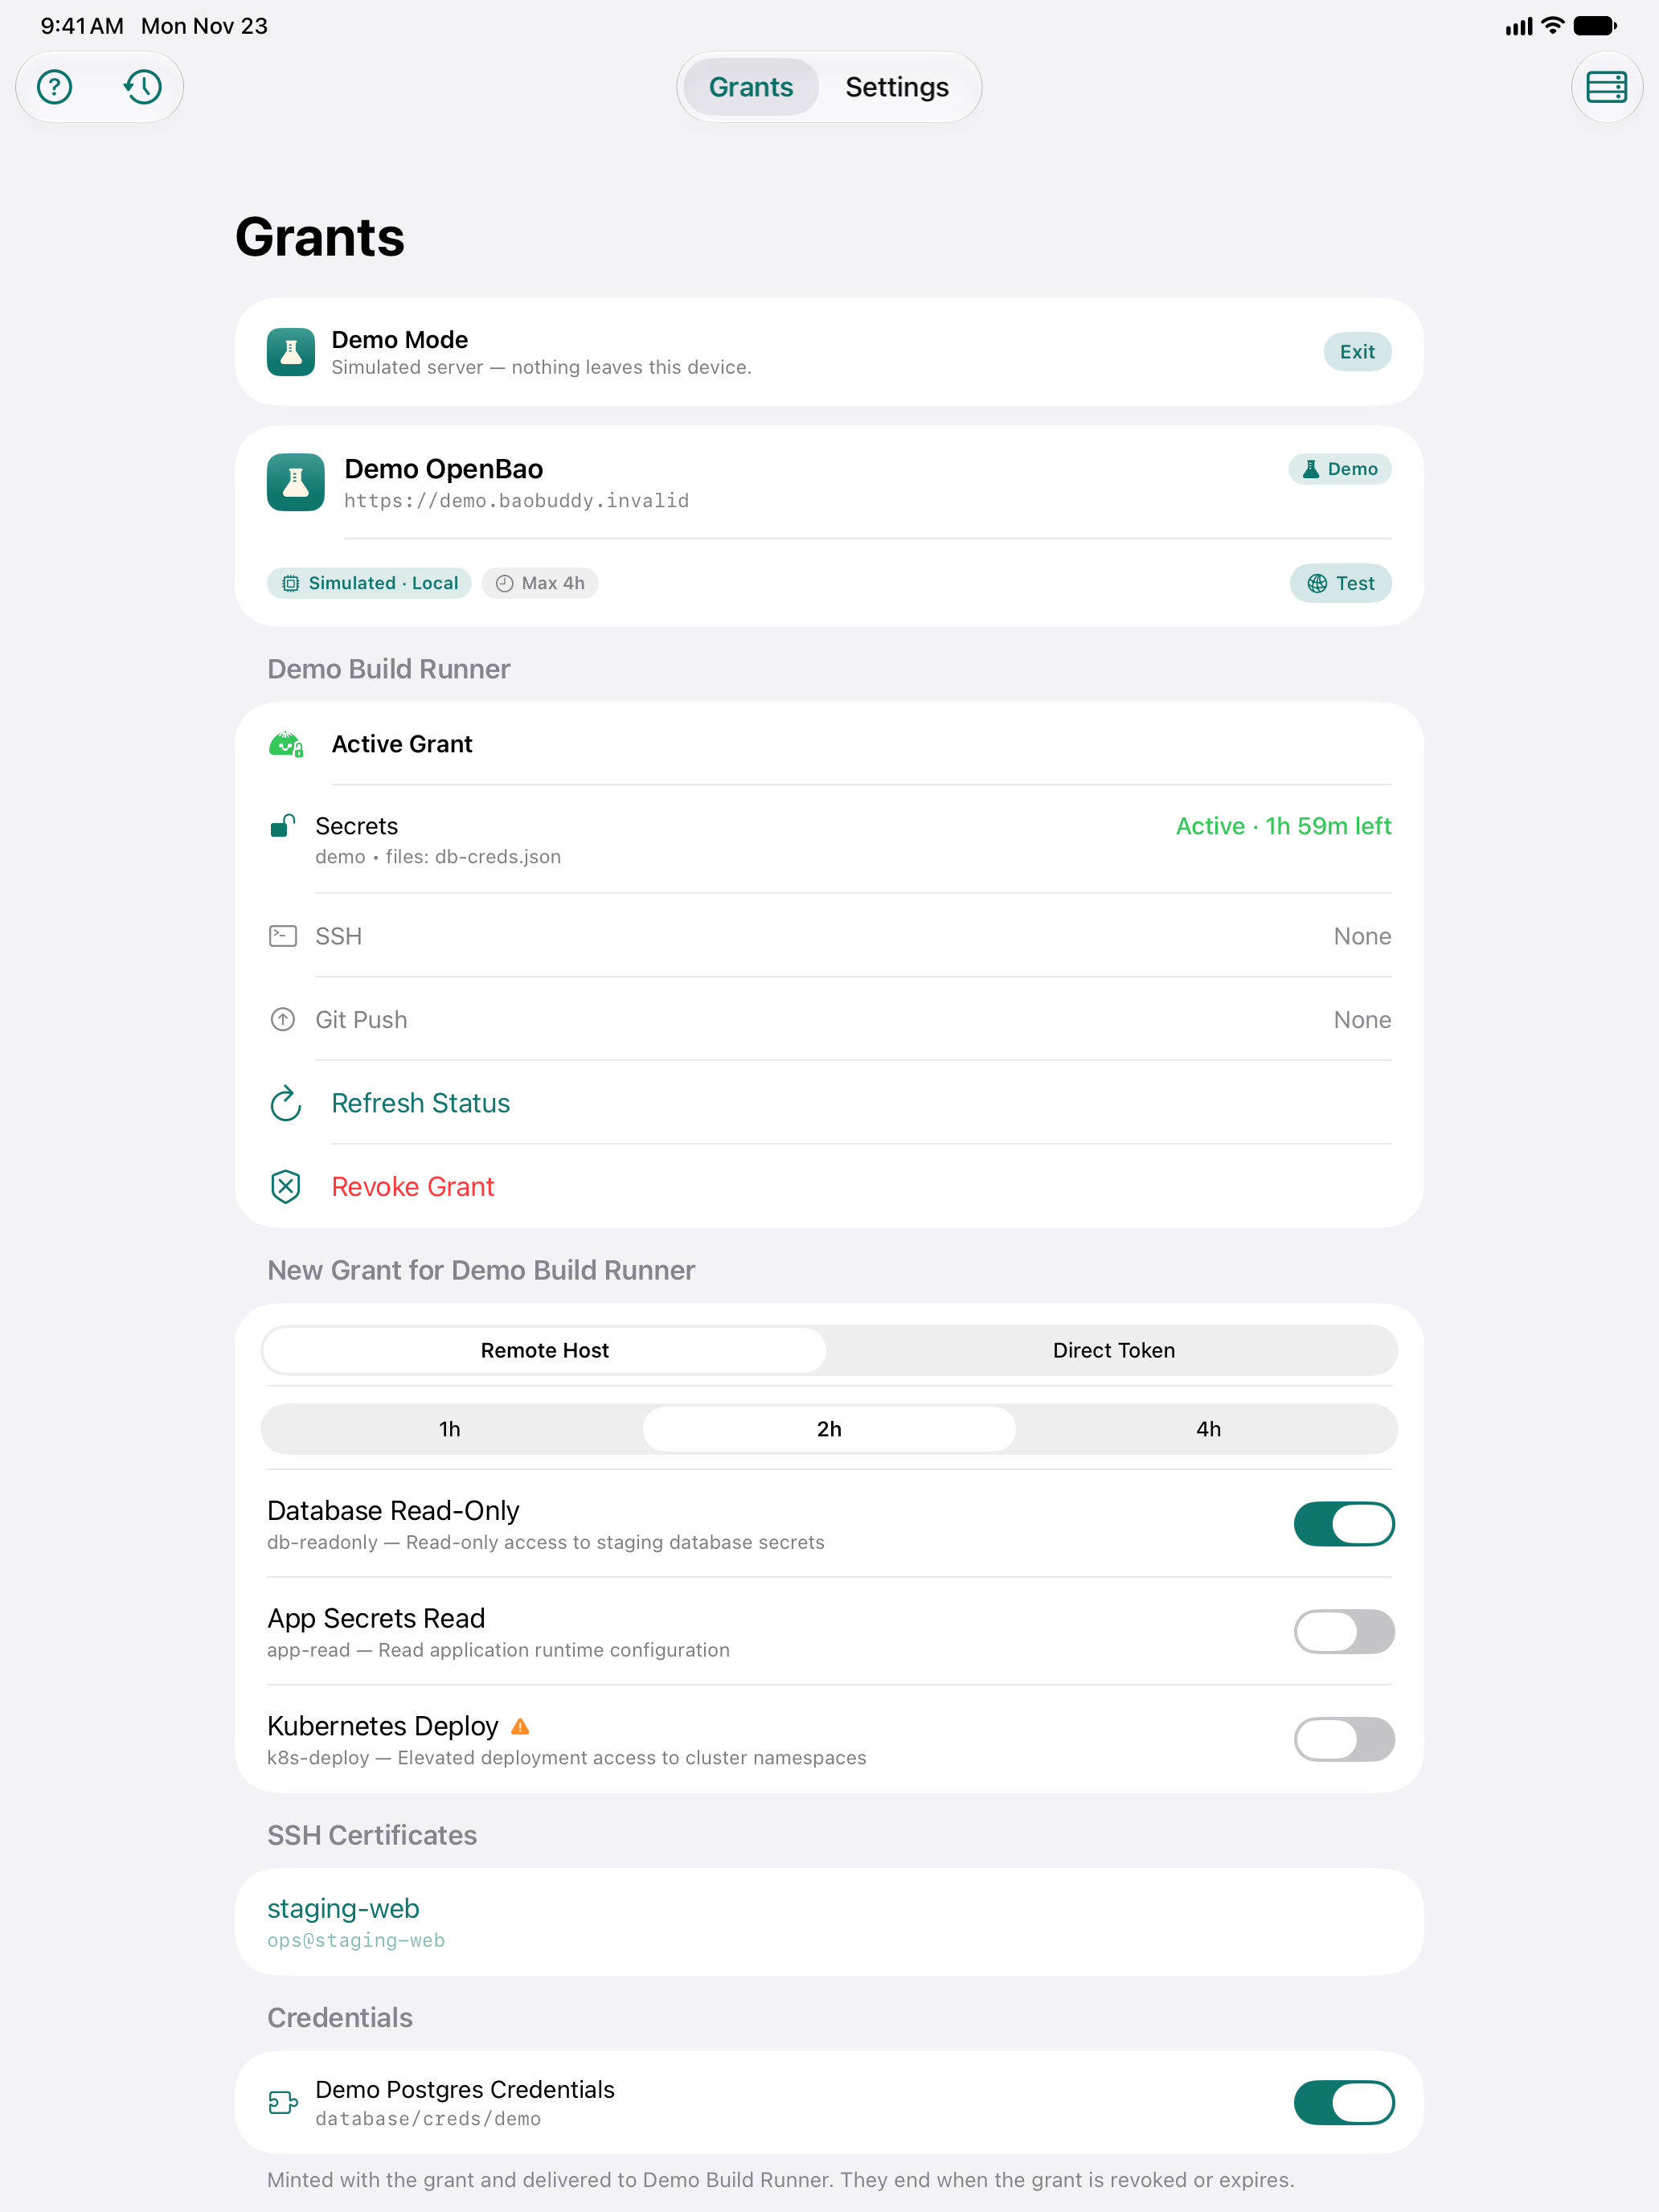 9:41 AM Mon Nov 23
Grants
Settings
Grants
Demo Mode
Simulated server — nothing leaves this device.
Exit
Demo OpenBao
https://demo.baobuddy.invalid
Demo
Simulated · Local
Max 4h
Test
Demo Build Runner
Active Grant
Secrets
demo • files: db-creds.json
Active · 1h 59m left
SSH
None
Git Push
None
Refresh Status
Revoke Grant
New Grant for Demo Build Runner
Remote Host
Direct Token
1h
2h
4h
Database Read-Only
db-readonly — Read-only access to staging database secrets
App Secrets Read
app-read — Read application runtime configuration
Kubernetes Deploy
k8s-deploy — Elevated deployment access to cluster namespaces
SSH Certificates
staging-web
ops@staging-web
Credentials
Demo Postgres Credentials
database/creds/demo
Minted with the grant and delivered to Demo Build Runner. They end when the grant is revoked or expires.